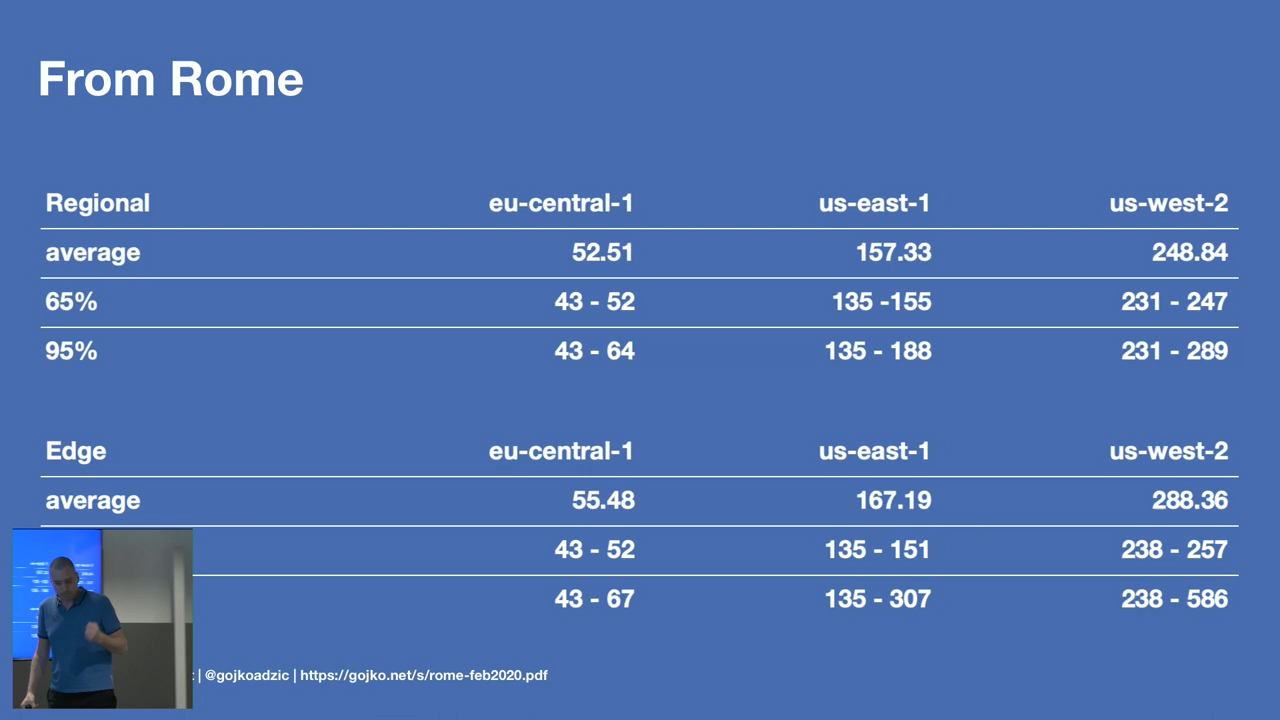 From Rome
Regional eu-central-1 us-east-1 us-west-2
average 52.51 157.33 248.84
65% 43 - 52 135 -155 231 - 247
95% 43 - 64 135 - 188 231 - 289
Edge eu-central-1 us-east-1 us-west-2
average 55.48 167.19 288.36
43 - 52 135 - 151 238 - 257
43 - 67 135 - 307 238 - 586
| @gojkoadzic | https://gojko.net/s/rome-feb2020.pdf